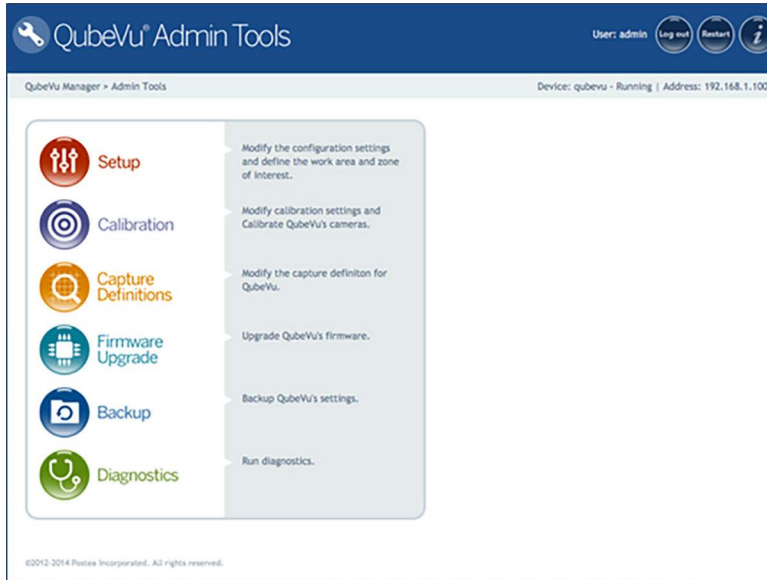 QubeVu® Admin Tools
User: admin
Log out
Restart
i
QubeVu Manager > Admin Tools
Device: qubevu - Running | Address: 192.168.1.100
Setup
Modify the configuration settings
and define the work area and zone
of interest.
Calibration
Modify calibration settings and
Calibrate QubeVu's cameras.
Capture
Definitions
Modify the capture definiton for
QubeVu.
Firmware
Upgrade
Upgrade QubeVu's firmware.
Backup
Backup QubeVu's settings.
Diagnostics
Run diagnostics.
©2012-2014 Postea Incorporated. All rights reserved.